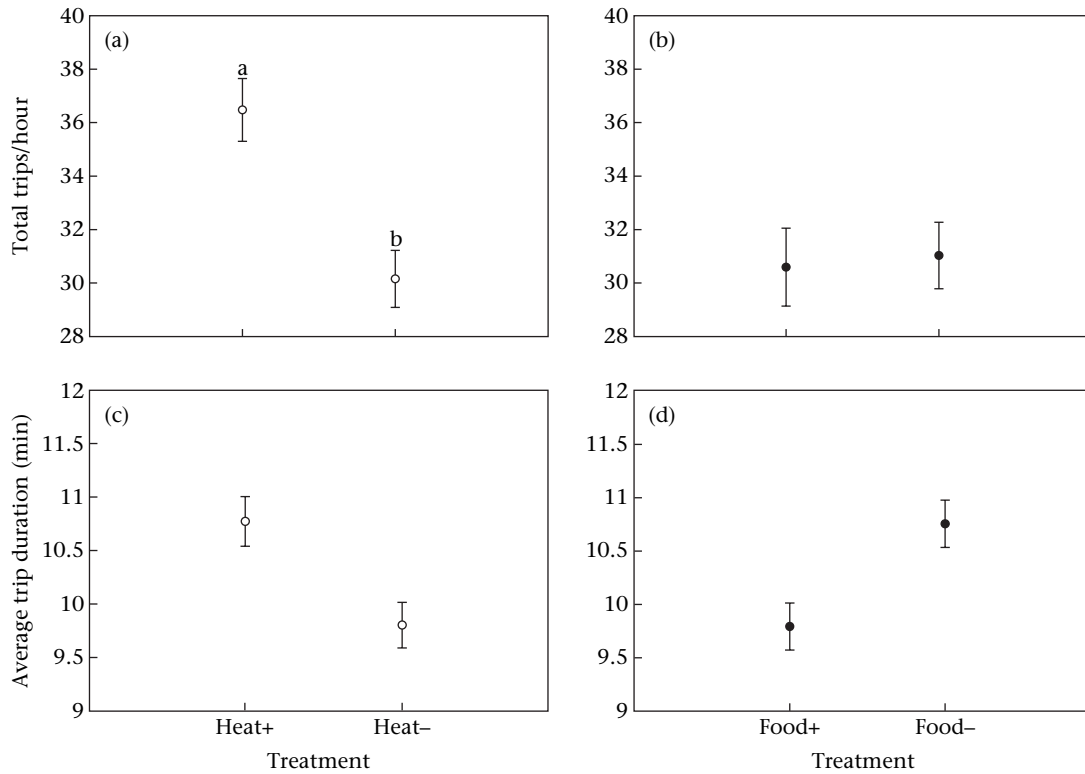 (a)
Total trips/hour
40
38
36
34
32
30
28
a
b
(b)
40
38
36
34
32
30
28
(c)
Average trip duration (min)
12
11.5
11
10.5
10
9.5
9
Heat+ Heat–
Treatment
(d)
12
11.5
11
10.5
10
9.5
9
Food+ Food–
Treatment